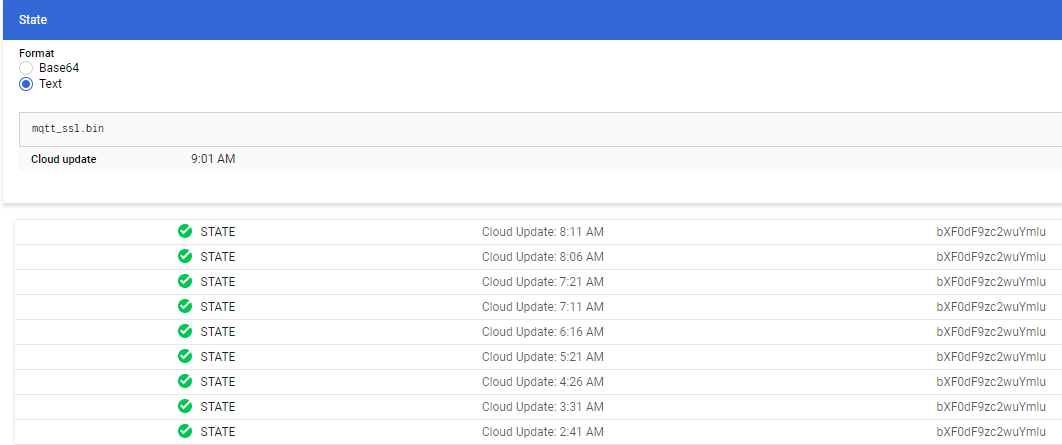 State
Format
Base64
Text
mqtt_ssl.bin
Cloud update 9:01 AM
STATE Cloud Update: 8:11 AM bXF0dF9zc2wuYmlu
STATE Cloud Update: 8:06 AM bXF0dF9zc2wuYmlu
STATE Cloud Update: 7:21 AM bXF0dF9zc2wuYmlu
STATE Cloud Update: 7:11 AM bXF0dF9zc2wuYmlu
STATE Cloud Update: 6:16 AM bXF0dF9zc2wuYmlu
STATE Cloud Update: 5:21 AM bXF0dF9zc2wuYmlu
STATE Cloud Update: 4:26 AM bXF0dF9zc2wuYmlu
STATE Cloud Update: 3:31 AM bXF0dF9zc2wuYmlu
STATE Cloud Update: 2:41 AM bXF0dF9zc2wuYmlu